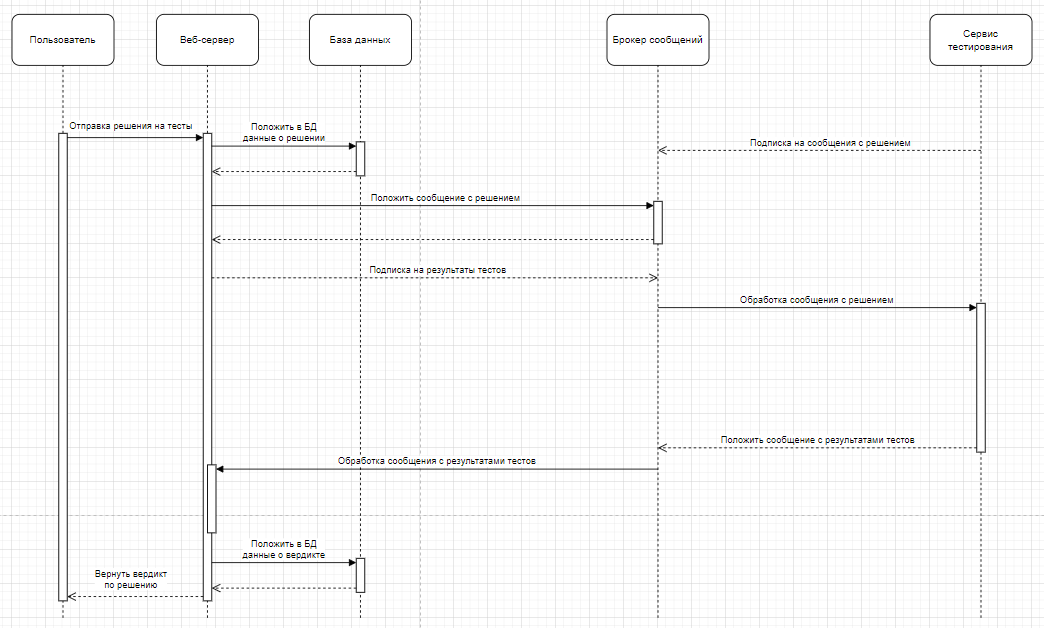 Пользователь
Веб-сервер
База данных
Брокер сообщений
Сервис
тестирования
Отправка решения на тесты
Положить в БД
данные о решении
Подписка на сообщения с решением
Положить сообщение с решением
Подписка на результаты тестов
Обработка сообщения с решением
Положить сообщение с результатами тестов
Обработка сообщения с результатами тестов
Положить в БД
данные о вердикте
Вернуть вердикт
по решению